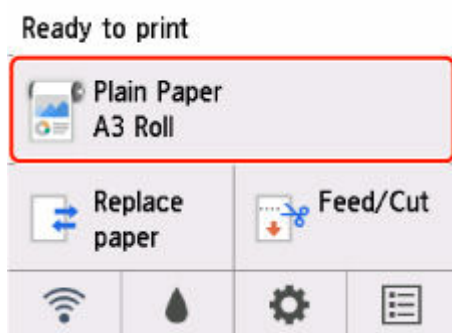 Ready to print
Plain Paper
A3 Roll
Replace
paper
Feed/Cut